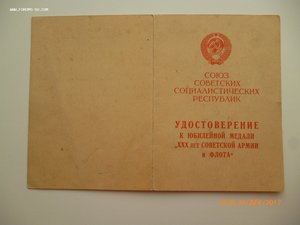 СОЮЗ
СОВЕТСКИХ
СОЦИАЛИСТИЧЕСКИХ
РЕСПУБЛИК
УДОСТОВЕРЕНИЕ
К ЮБИЛЕЙНОЙ МЕДАЛИ
„XXX ЛЕТ СОВЕТСКОЙ АРМИИ
И ФЛОТА“